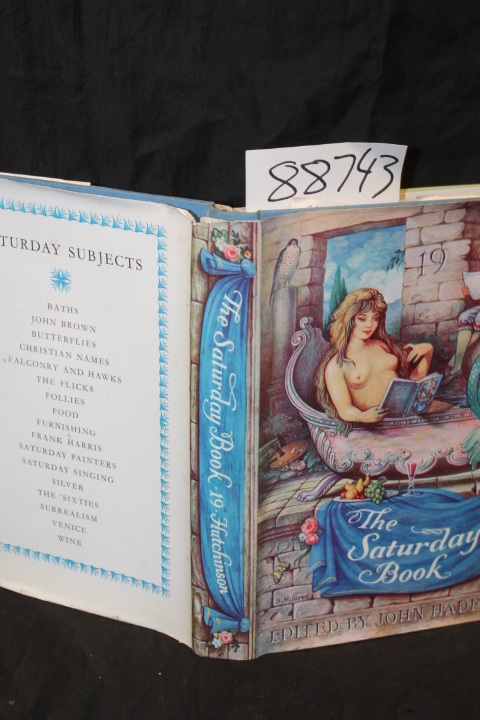 88743
TURDAY SUBJECTS
BATHS
JOHN BROWN
BUTTERFLIES
CHRISTIAN NAMES
FALCONRY AND HAWKS
THE FLICKS
FOLLIES
FOOD
FURNISHING
FRANK HARRIS
SATURDAY PAINTERS
SATURDAY SINGING
SILVER
THE 'SIXTIES
SURREALISM
VENICE
WINE
The Saturday Book · 19 · Hutchinson
19
The
Saturday
Book
EDITED BY JOHN HADF